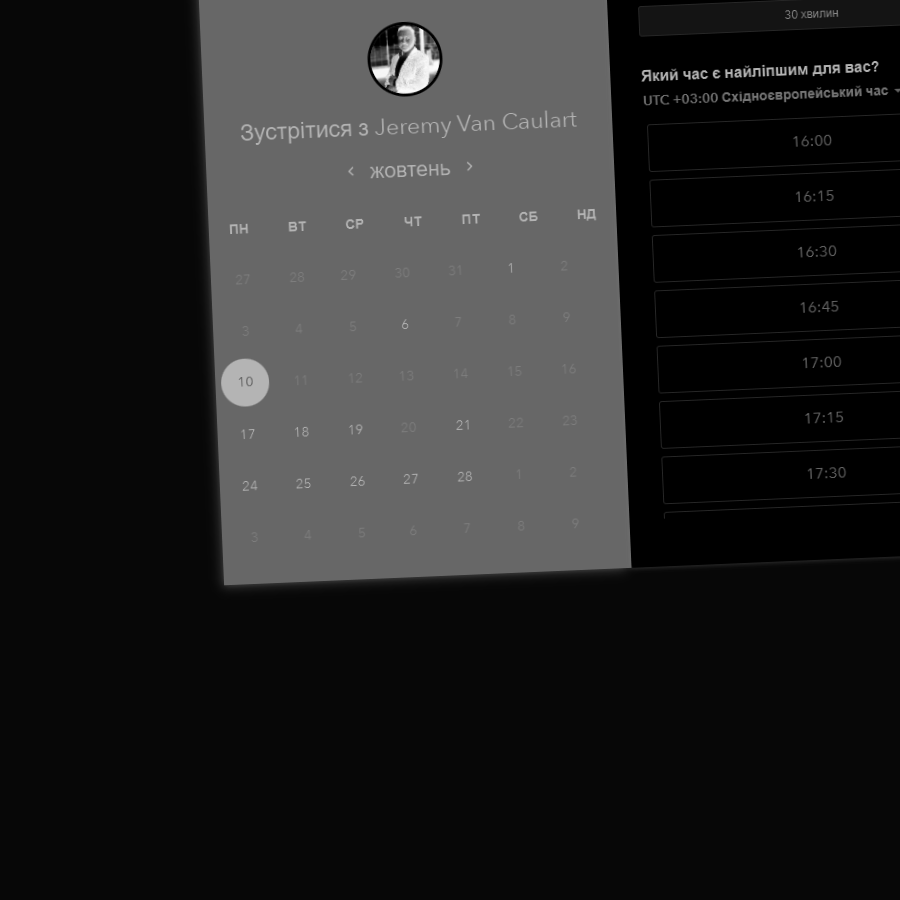 Зустрітися з Jeremy Van Caulart
‹ жовтень ›
ПН ВТ СР ЧТ ПТ СБ НД
27 28 29 30 31 1 2
3 4 5 6 7 8 9
10 11 12 13 14 15 16
17 18 19 20 21 22 23
24 25 26 27 28 1 2
3 4 5 6 7 8 9
30 хвилин
Який час є найліпшим для вас?
UTC +03:00 Східноєвропейський час
16:00
16:15
16:30
16:45
17:00
17:15
17:30